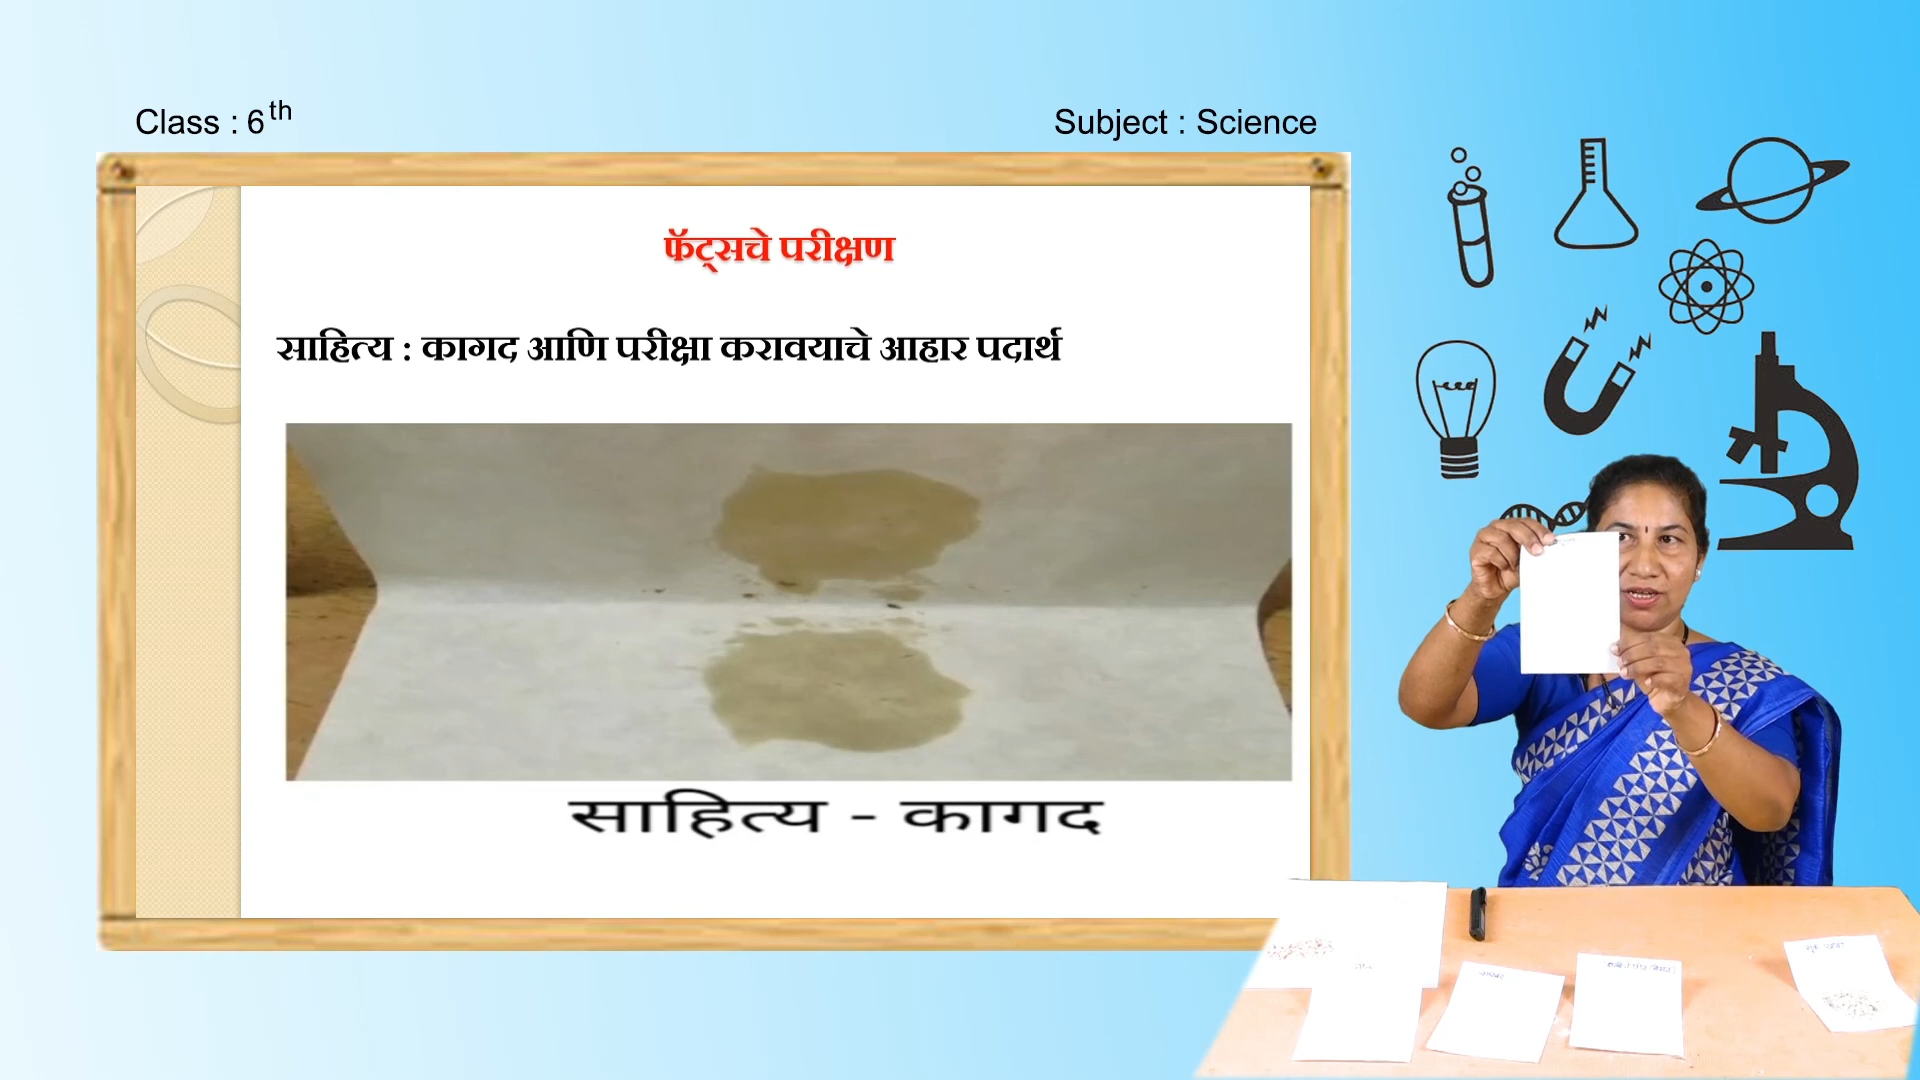 Class : 6th
Subject : Science
फॅट्सचे परीक्षण
साहित्य : कागद आणि परीक्षा करावयाचे आहार पदार्थ
साहित्य - कागद